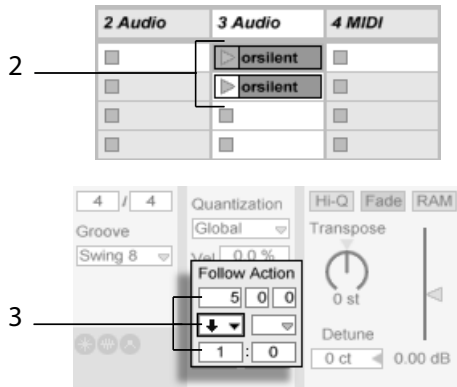 2 Audio 3 Audio 4 MIDI
2
orsilent
orsilent
4 / 4 Quantization Hi-Q Fade RAM
Groove Global Transpose
Swing 8 Vel 0.0 %
Follow Action
5 0 0 0 st
3
Detune
1 : 0 0 ct 0.00 dB